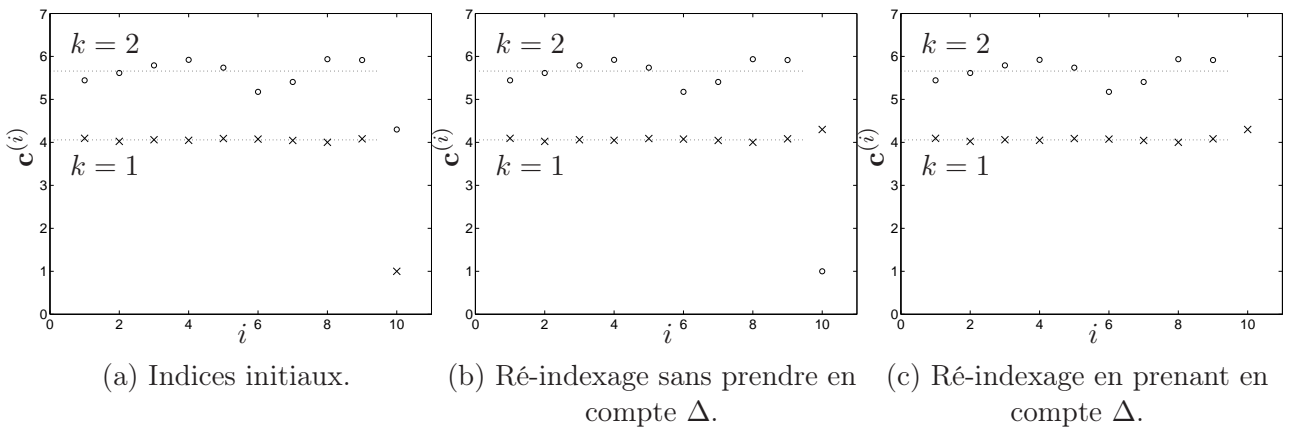 7
6
5
4
3
2
1
0
c^(i)
k = 2
k = 1
0 2 4 6 8 10
i
(a) Indices initiaux.
7
6
5
4
3
2
1
0
c^(i)
k = 2
k = 1
0 2 4 6 8 10
i
(b) Ré-indexage sans prendre en
compte Δ.
7
6
5
4
3
2
1
0
c^(i)
k = 2
k = 1
0 2 4 6 8 10
i
(c) Ré-indexage en prenant en
compte Δ.